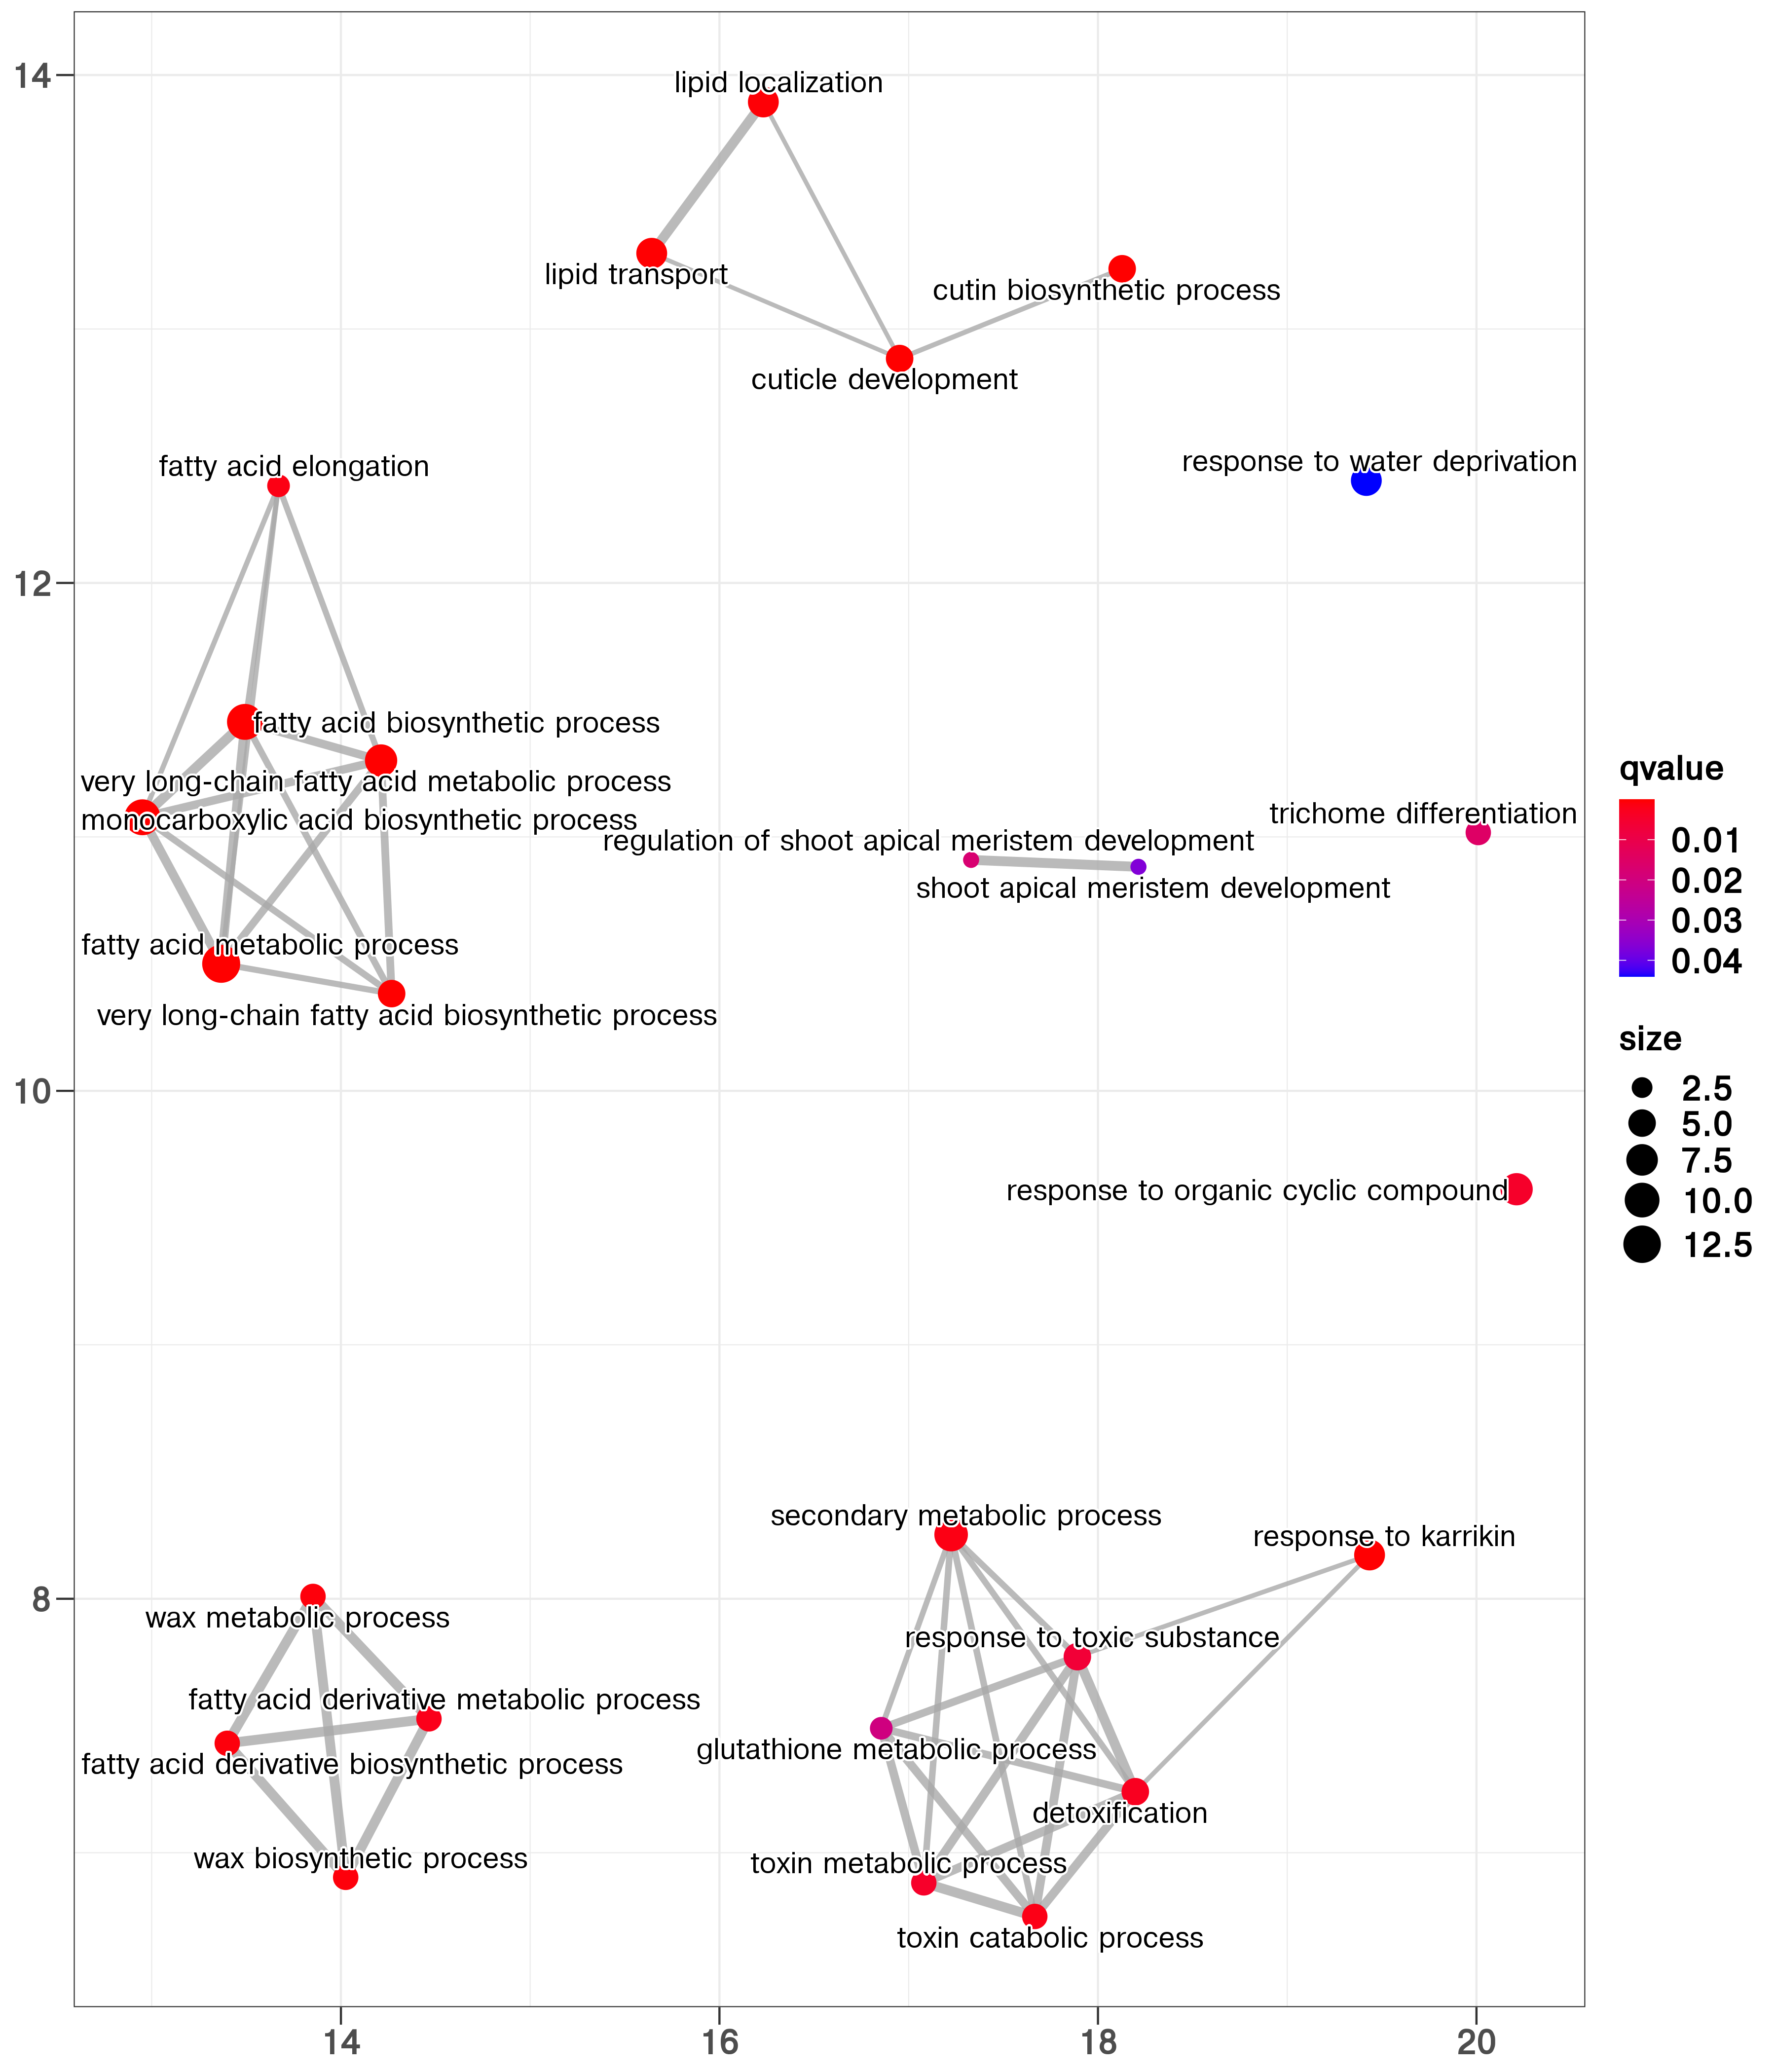 14
lipid localization
lipid transport
cutin biosynthetic process
cuticle development
response to water deprivation
fatty acid elongation
12
fatty acid biosynthetic process
very long-chain fatty acid metabolic process
monocarboxylic acid biosynthetic process
trichome differentiation
regulation of shoot apical meristem development
shoot apical meristem development
fatty acid metabolic process
very long-chain fatty acid biosynthetic process
10
response to organic cyclic compound
secondary metabolic process
response to karrikin
8
wax metabolic process
response to toxic substance
fatty acid derivative metabolic process
glutathione metabolic process
fatty acid derivative biosynthetic process
detoxification
wax biosynthetic process
toxin metabolic process
toxin catabolic process
14
16
18
20
qvalue
0.01
0.02
0.03
0.04
size
2.5
5.0
7.5
10.0
12.5